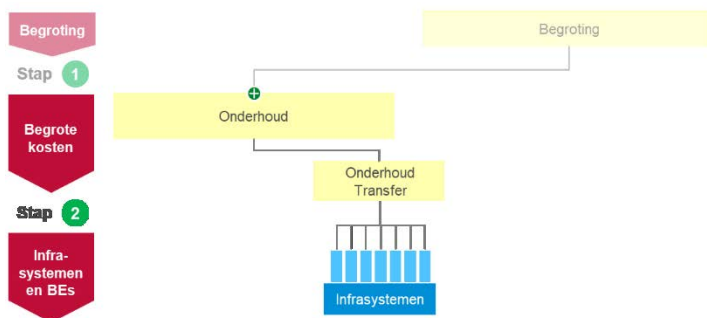 Begroting
Begroting
Stap 1
+
Begrote
kosten
Onderhoud
Onderhoud
Transfer
Stap 2
Infra-
systemen
en BEs
Infrasystemen